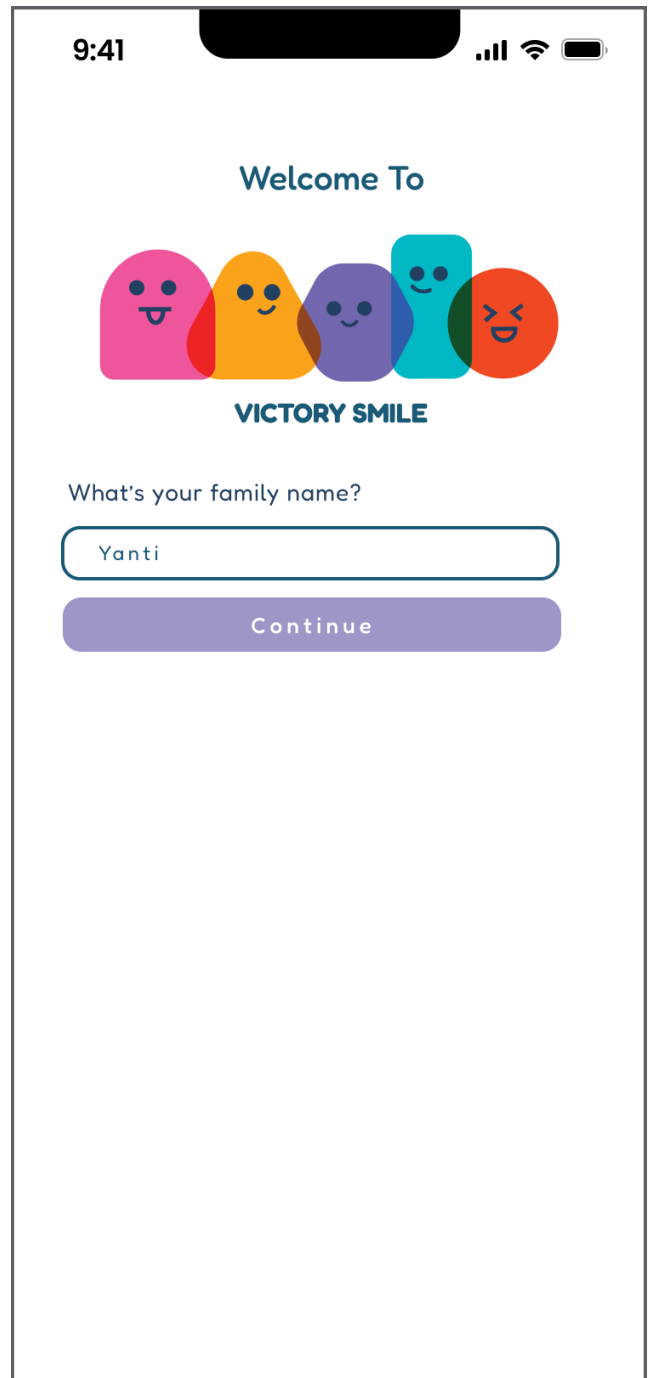 9:41
Welcome To
VICTORY SMILE
What's your family name?
Yanti
Continue